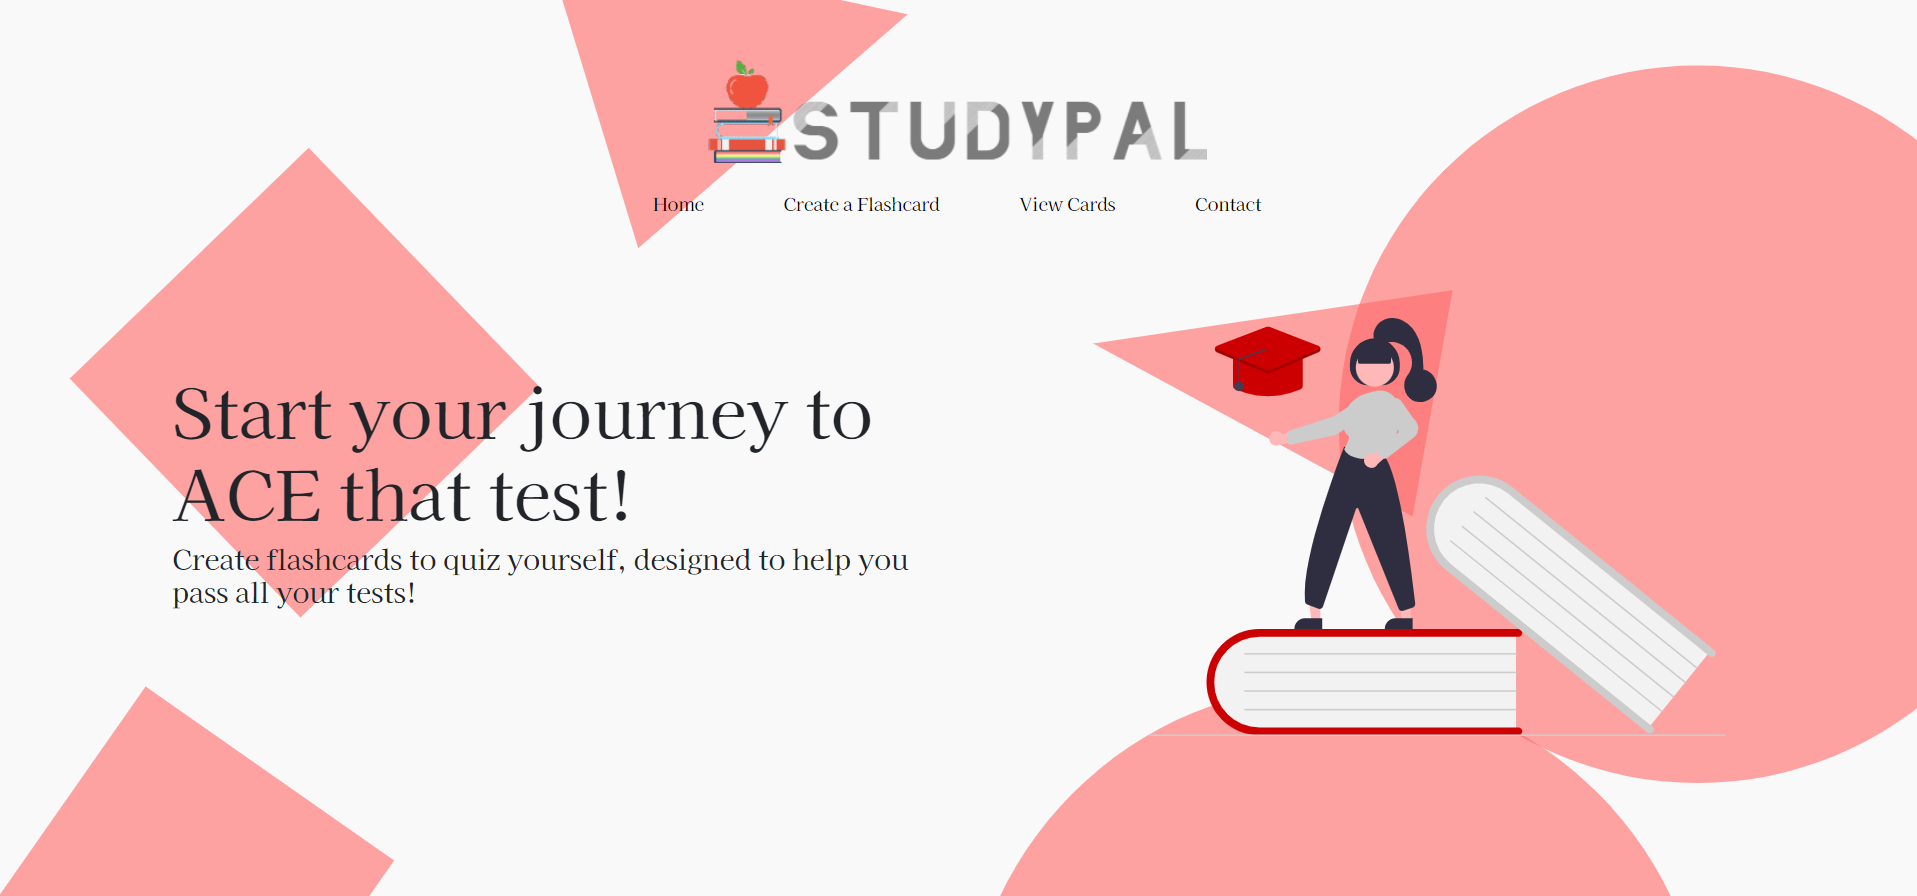 STUDYPAL
Home Create a Flashcard View Cards Contact
Start your journey to
ACE that test!
Create flashcards to quiz yourself, designed to help you
pass all your tests!